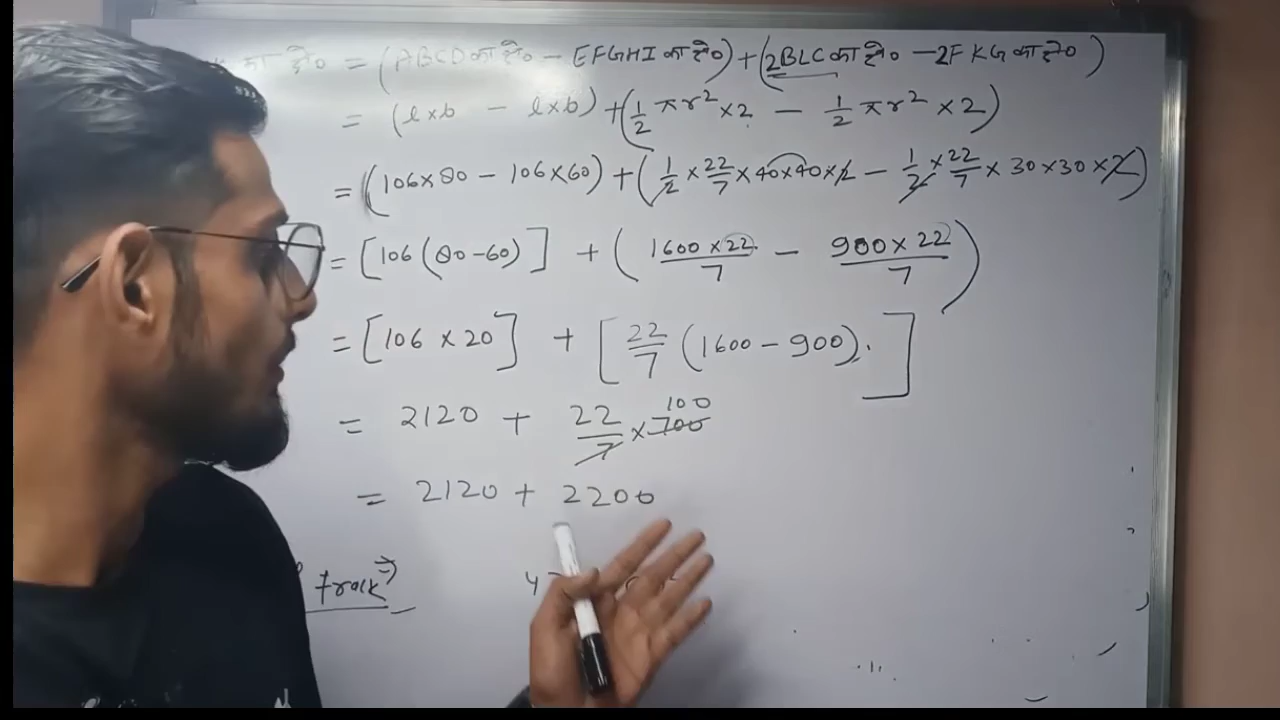 का क्षे० = (ABCD का क्षे० - EFGHI का क्षे०) + (2BLC का क्षे० - 2FKG का क्षे०)
= (l×b - l×b) + (1/2 πr² × 2 - 1/2 πr² × 2)
= (106×80 - 106×60) + (1/2 × 22/7 × 40×40×2 - 1/2 × 22/7 × 30×30×2)
= [106(80-60)] + (1600×22/7 - 900×22/7)
= [106 × 20] + [22/7 (1600-900).]
= 2120 + 22/7 × 700 100
= 2120 + 2200
track ⇒